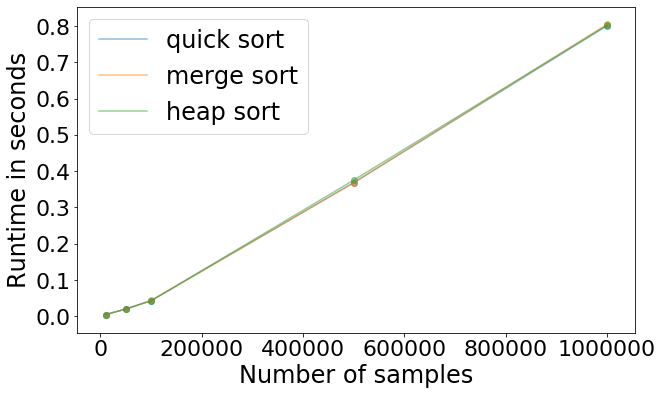 quick sort
merge sort
heap sort
Runtime in seconds
0.8
0.7
0.6
0.5
0.4
0.3
0.2
0.1
0.0
0 200000 400000 600000 800000 1000000
Number of samples